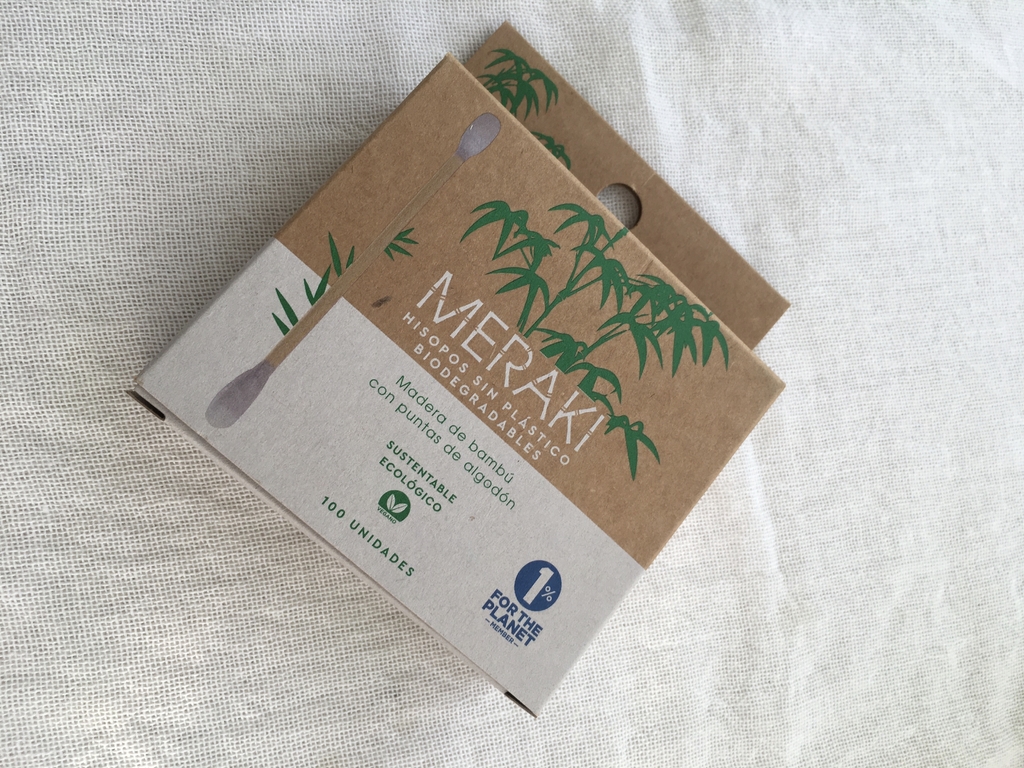 MERAKI
HISOPOS SIN PLÁSTICO
BIODEGRADABLES
Madera de bambú
con puntas de algodón
SUSTENTABLE
ECOLÓGICO
VEGANO
100 UNIDADES
1%
FOR THE
PLANET
—MEMBER—